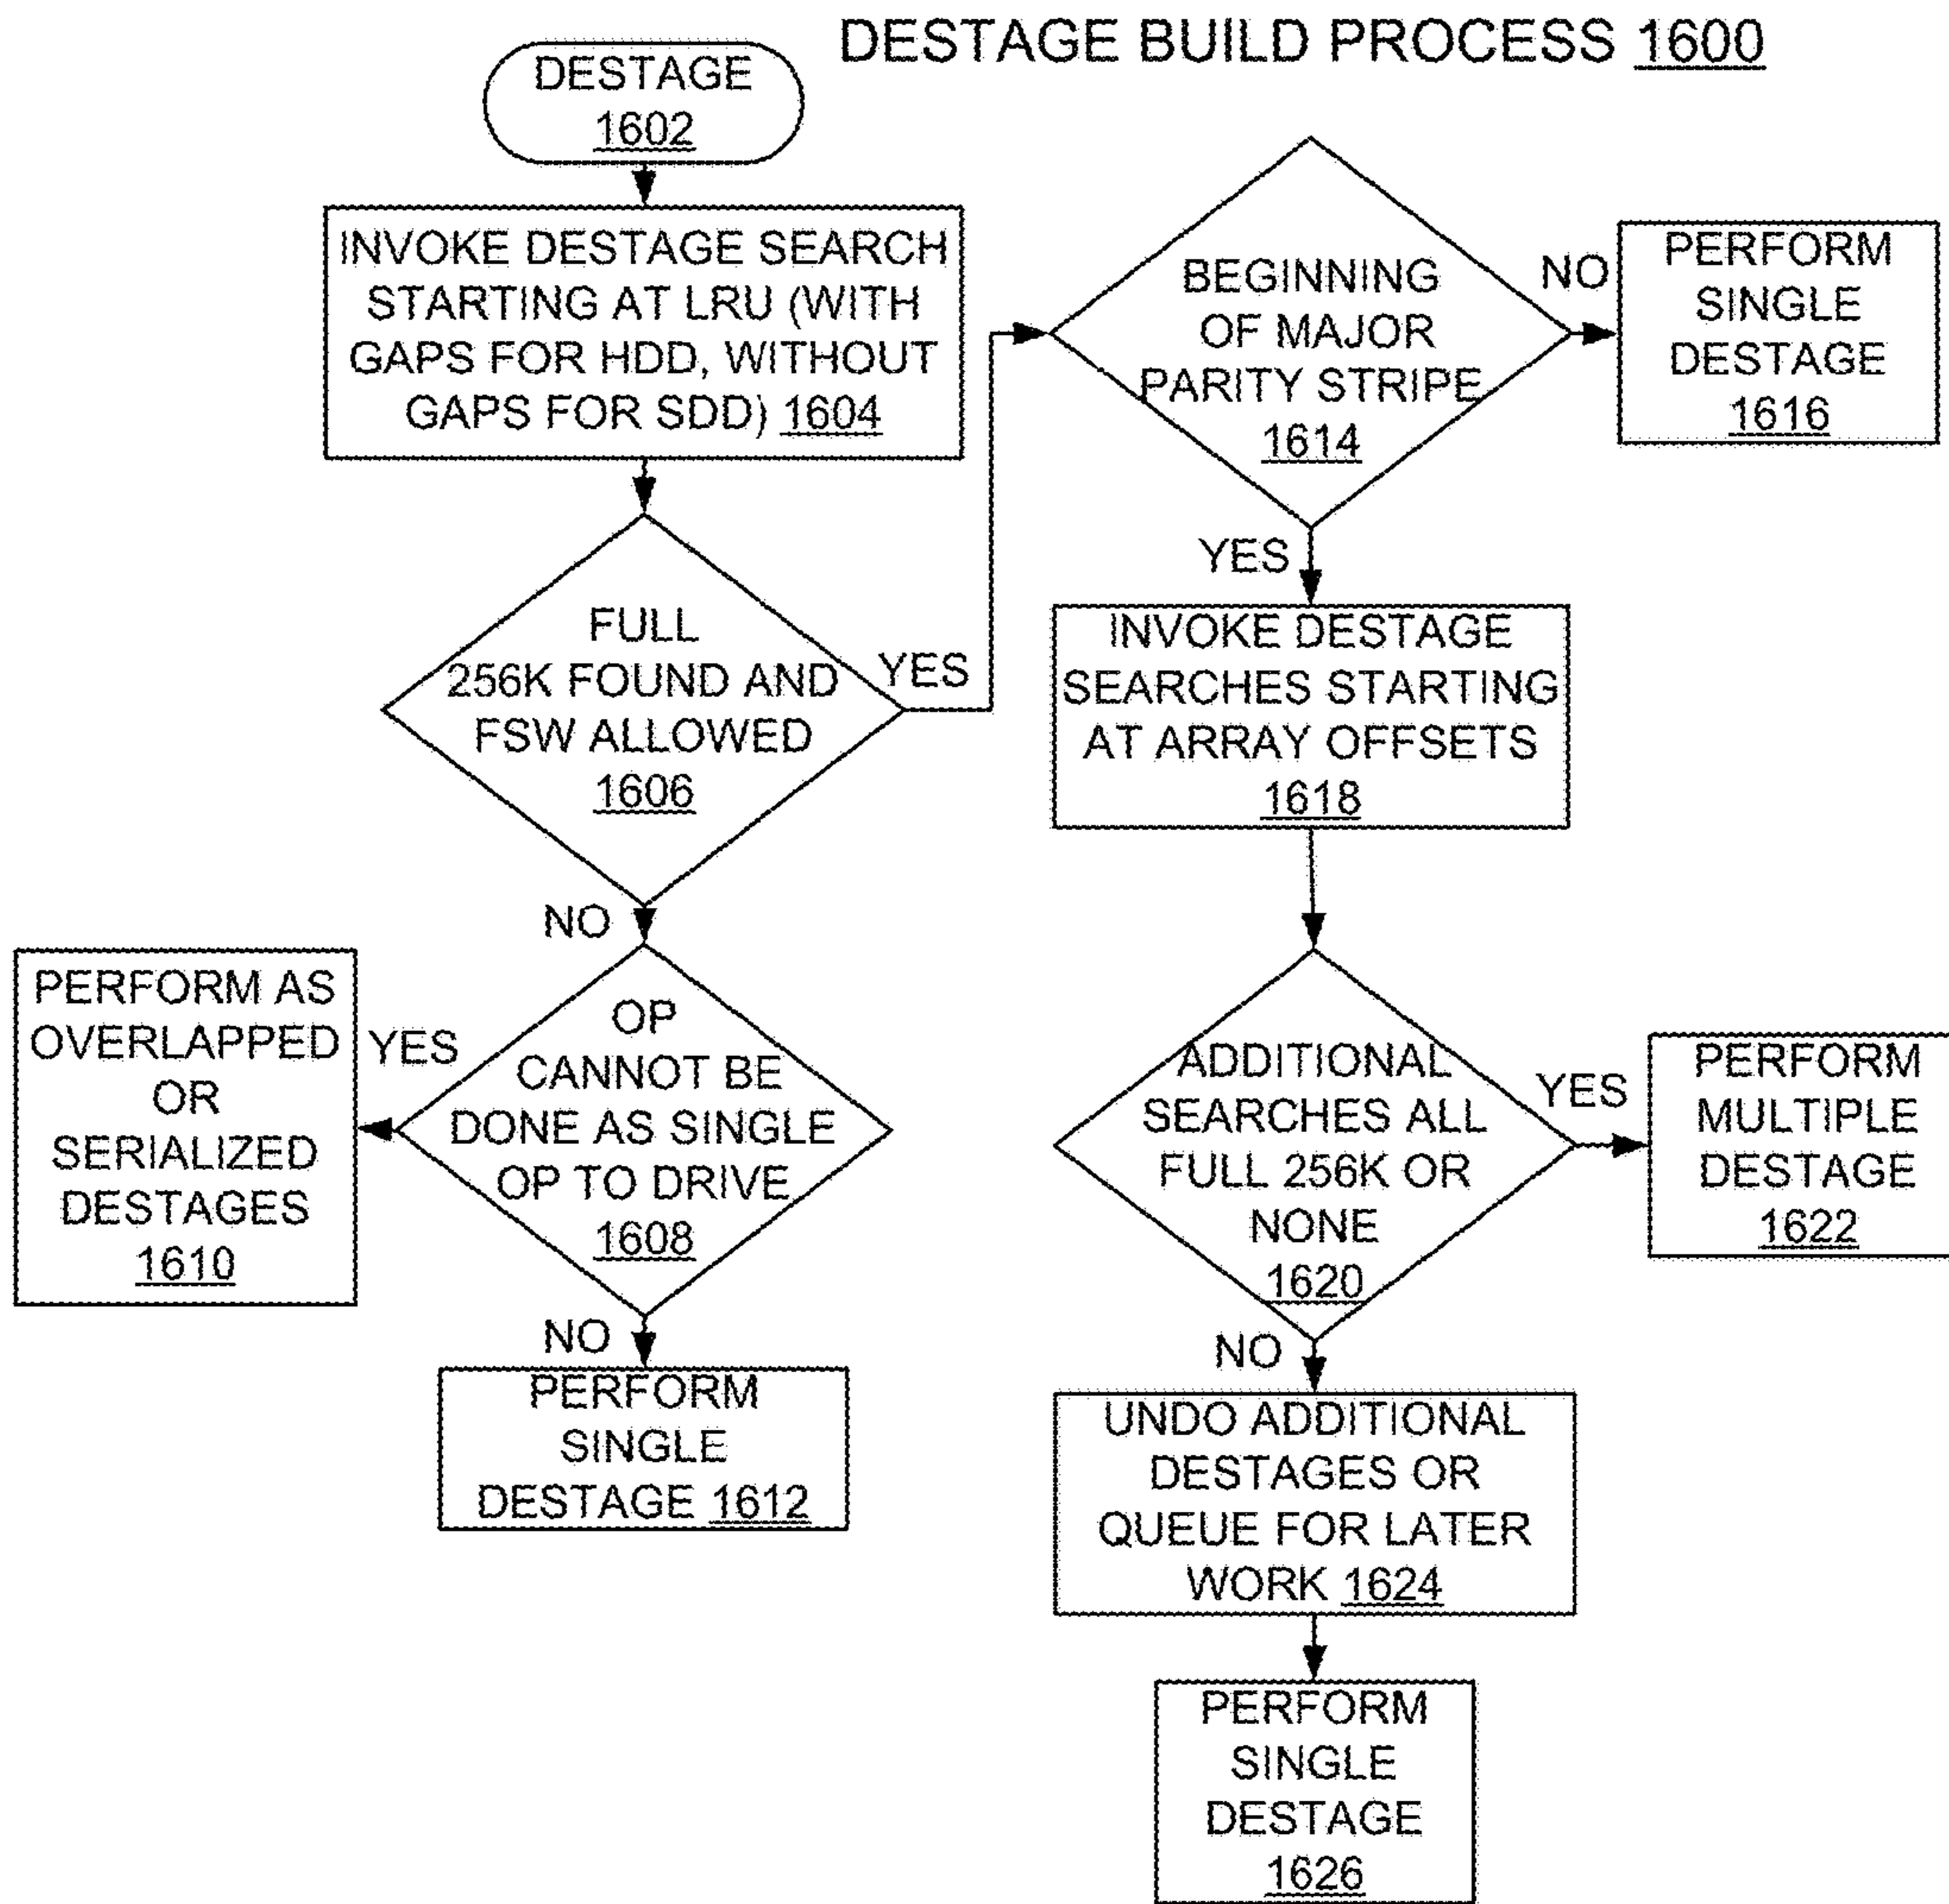 DESTAGE BUILD PROCESS 1600
DESTAGE
1602
INVOKE DESTAGE SEARCH
STARTING AT LRU (WITH
GAPS FOR HDD, WITHOUT
GAPS FOR SDD) 1604
FULL
256K FOUND AND
FSW ALLOWED
1606
YES
NO
OP
CANNOT BE
DONE AS SINGLE
OP TO DRIVE
1608
YES
PERFORM AS
OVERLAPPED
OR
SERIALIZED
DESTAGES
1610
NO
PERFORM
SINGLE
DESTAGE 1612
BEGINNING
OF MAJOR
PARITY STRIPE
1614
NO
PERFORM
SINGLE
DESTAGE
1616
YES
INVOKE DESTAGE
SEARCHES STARTING
AT ARRAY OFFSETS
1618
ADDITIONAL
SEARCHES ALL
FULL 256K OR
NONE
1620
YES
PERFORM
MULTIPLE
DESTAGE
1622
NO
UNDO ADDITIONAL
DESTAGES OR
QUEUE FOR LATER
WORK 1624
PERFORM
SINGLE
DESTAGE
1626